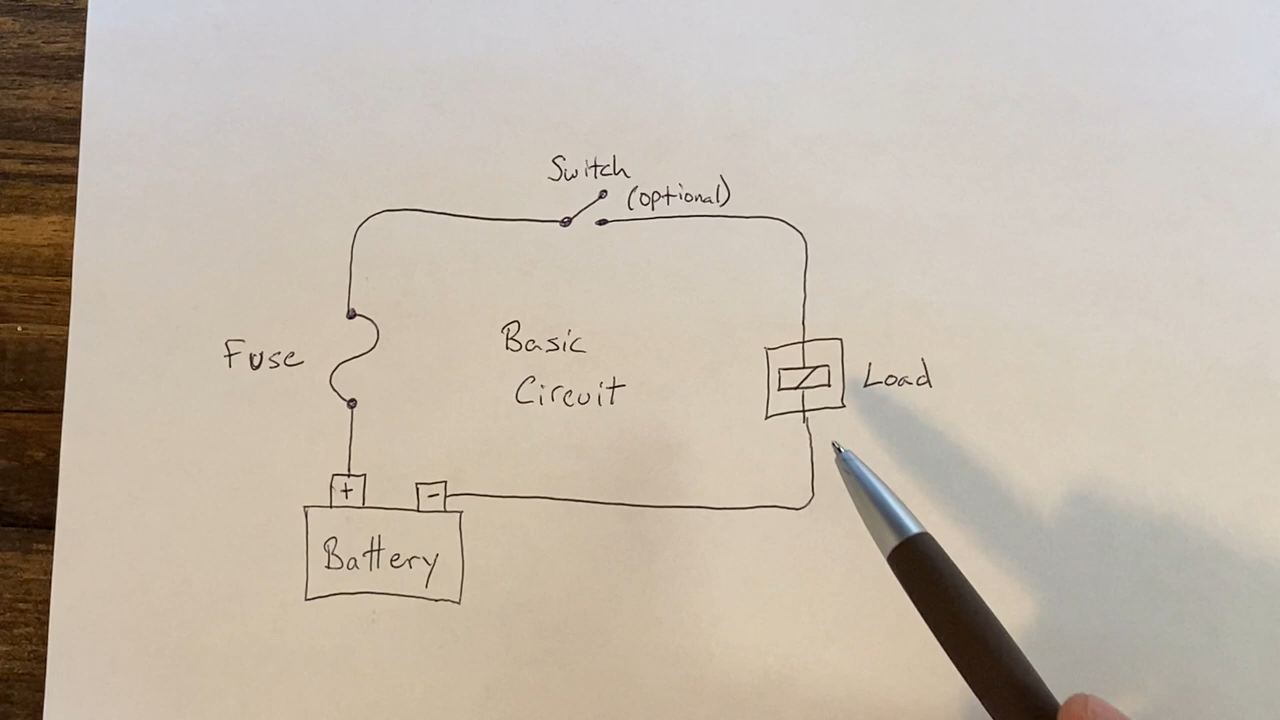 Switch
(optional)
Fuse
Basic
Circuit
Load
+
-
Battery